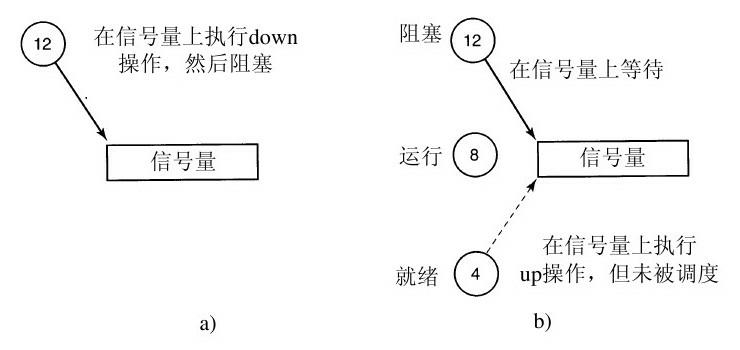 12
在信号量上执行down
操作，然后阻塞
信号量
a)
阻塞
12
在信号量上等待
运行
8
信号量
就绪
4
在信号量上执行
up操作，但未被调度
b)